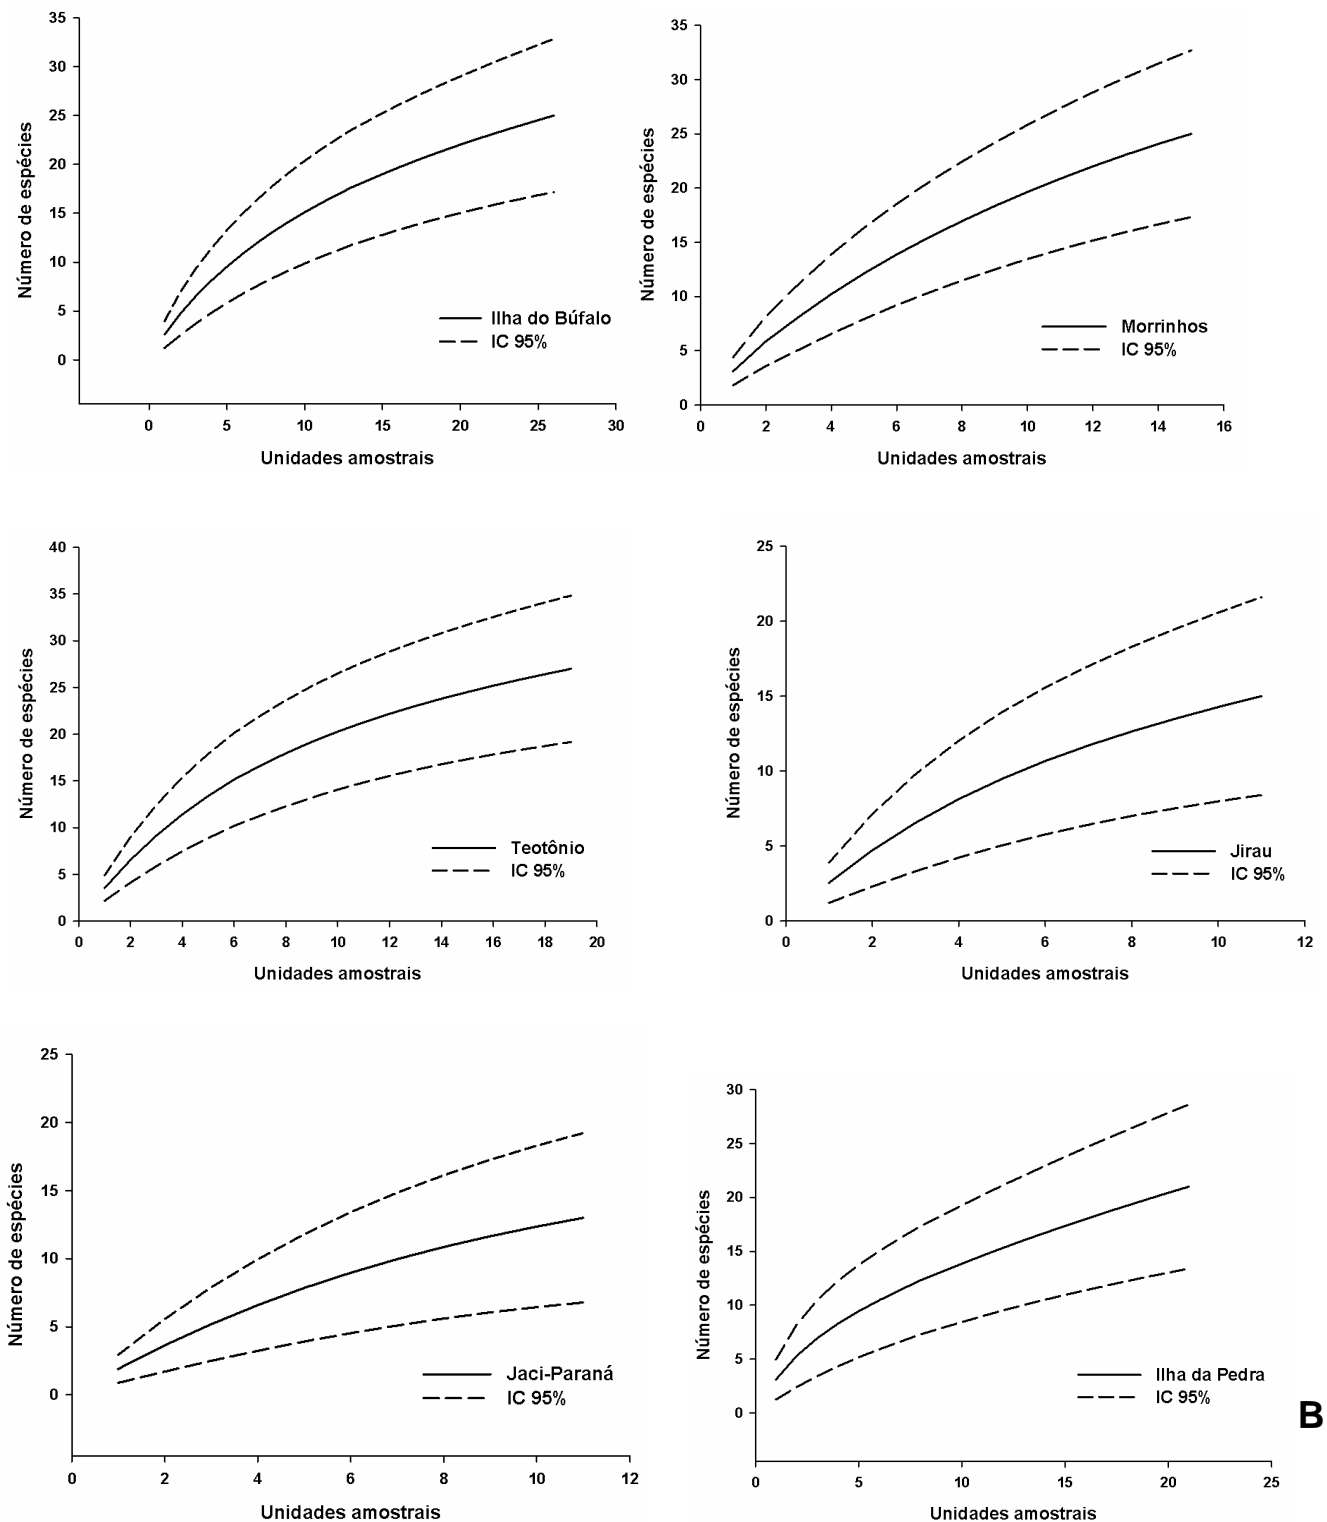 35
30
25
20
15
10
5
0
Número de espécies
Ilha do Búfalo
IC 95%
0 5 10 15 20 25 30
Unidades amostrais
35
30
25
20
15
10
5
0
Número de espécies
Morrinhos
IC 95%
0 2 4 6 8 10 12 14 16
Unidades amostrais
40
35
30
25
20
15
10
5
0
Número de espécies
Teotônio
IC 95%
0 2 4 6 8 10 12 14 16 18 20
Unidades amostrais
25
20
15
10
5
0
Número de espécies
Jirau
IC 95%
0 2 4 6 8 10 12
Unidades amostrais
25
20
15
10
5
0
Número de espécies
Jaci-Paraná
IC 95%
0 2 4 6 8 10 12
Unidades amostrais
30
25
20
15
10
5
0
Número de espécies
Ilha da Pedra
IC 95%
0 5 10 15 20 25
Unidades amostrais
B